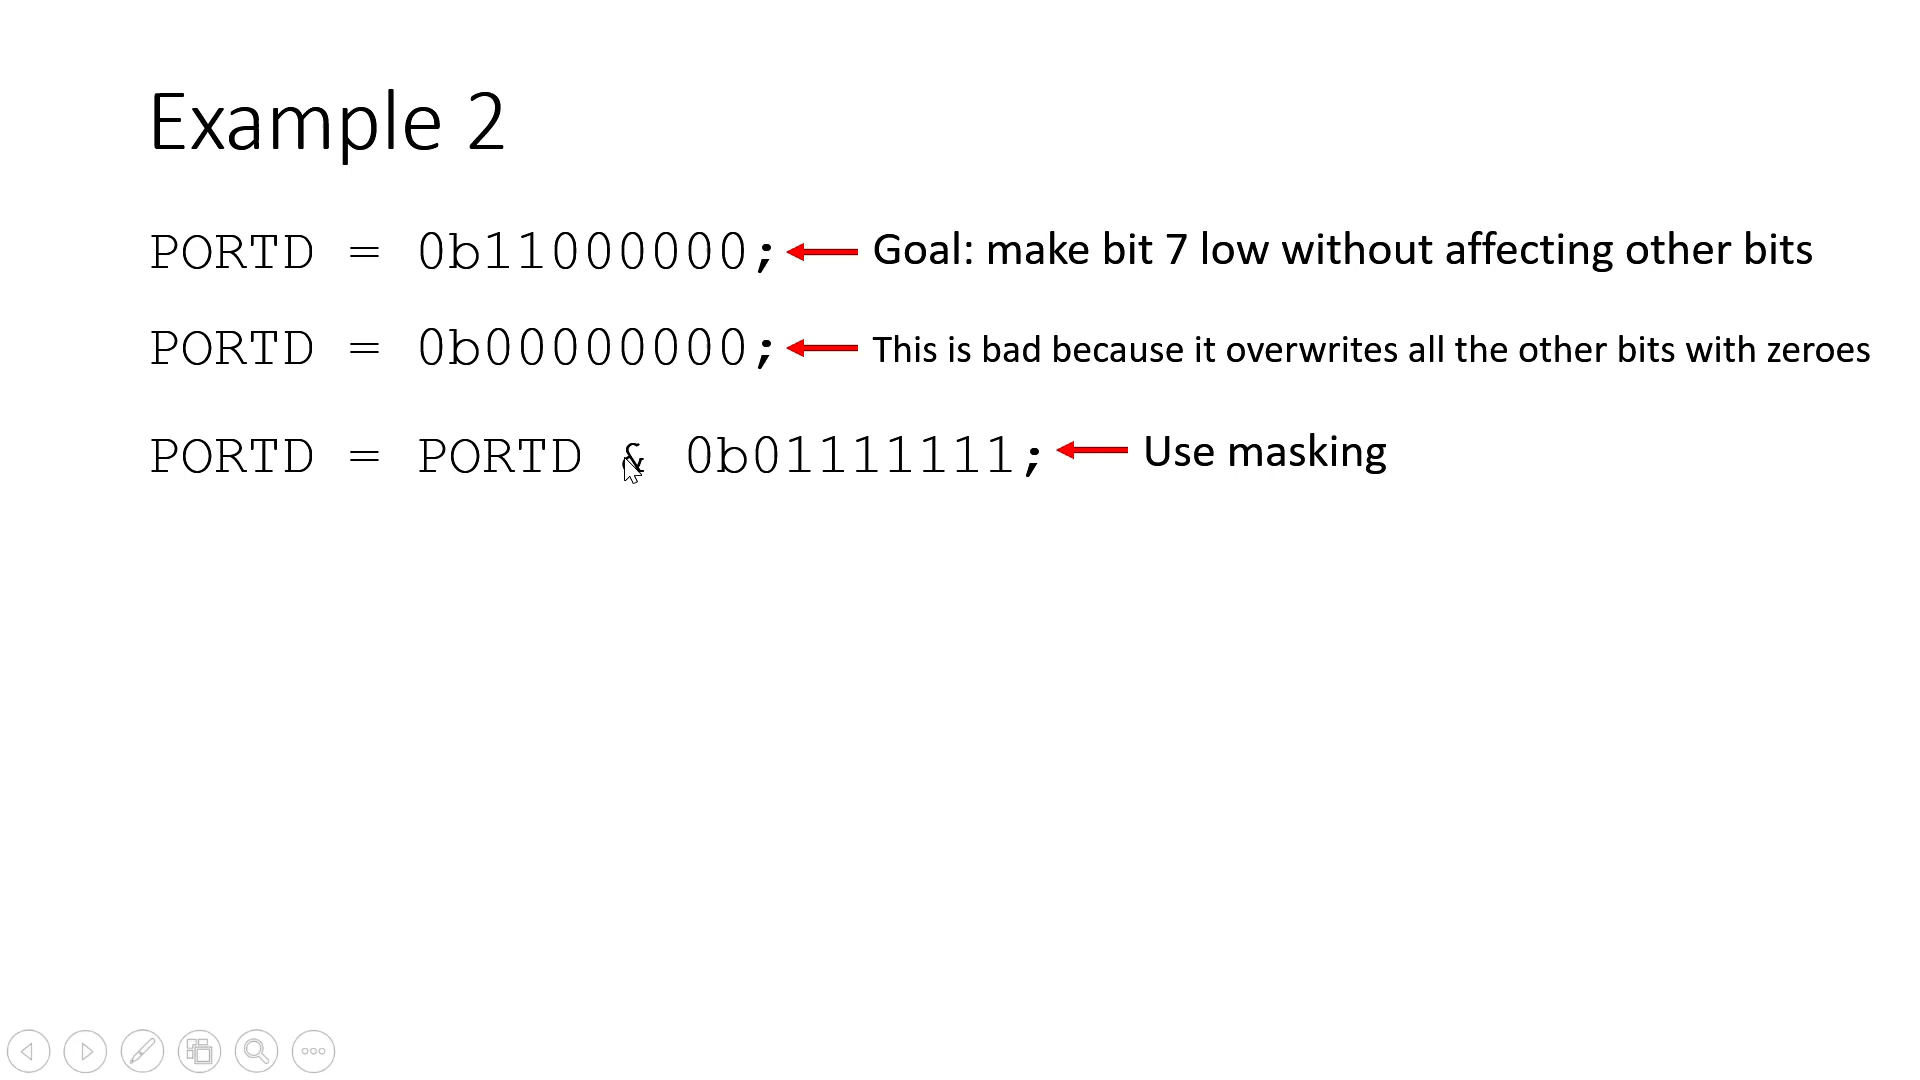 Example 2
PORTD = 0b11000000; Goal: make bit 7 low without affecting other bits
PORTD = 0b00000000; This is bad because it overwrites all the other bits with zeroes
PORTD = PORTD & 0b01111111; Use masking